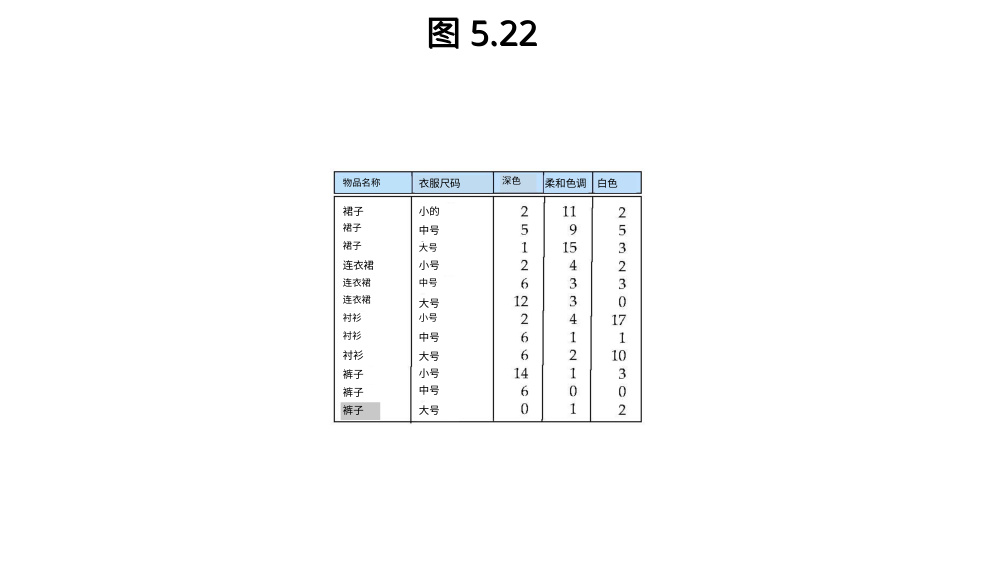 图 5.22
物品名称 衣服尺码 深色 柔和色调 白色
裙子 小的 2 11 2
裙子 中号 5 9 5
裙子 大号 1 15 3
连衣裙 小号 2 4 2
连衣裙 中号 6 3 3
连衣裙 大号 12 3 0
衬衫 小号 2 4 17
衬衫 中号 6 1 1
衬衫 大号 6 2 10
裤子 小号 14 1 3
裤子 中号 6 0 0
裤子 大号 0 1 2